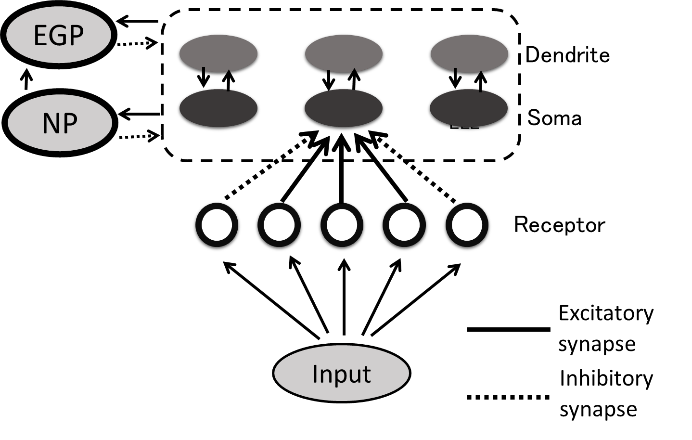 EGP
Dendrite
NP
Soma
Receptor
Input
Excitatory
synapse
Inhibitory
synapse